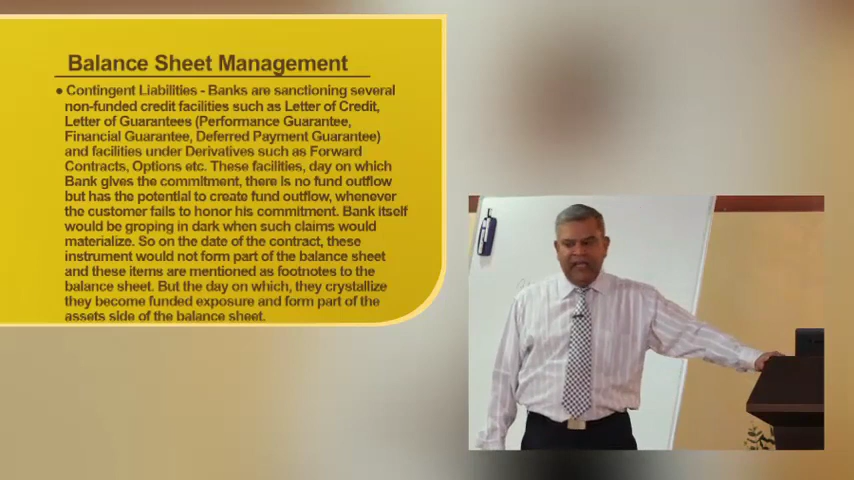 Balance Sheet Management
● Contingent Liabilities - Banks are sanctioning several
non-funded credit facilities such as Letter of Credit,
Letter of Guarantees (Performance Guarantee,
Financial Guarantee, Deferred Payment Guarantee)
and facilities under Derivatives such as Forward
Contracts, Options etc. These facilities, day on which
Bank gives the commitment, there is no fund outflow
but has the potential to create fund outflow, whenever
the customer fails to honor his commitment. Bank itself
would be groping in dark when such claims would
materialize. So on the date of the contract, these
instrument would not form part of the balance sheet
and these items are mentioned as footnotes to the
balance sheet. But the day on which, they crystallize
they become funded exposure and form part of the
assets side of the balance sheet.